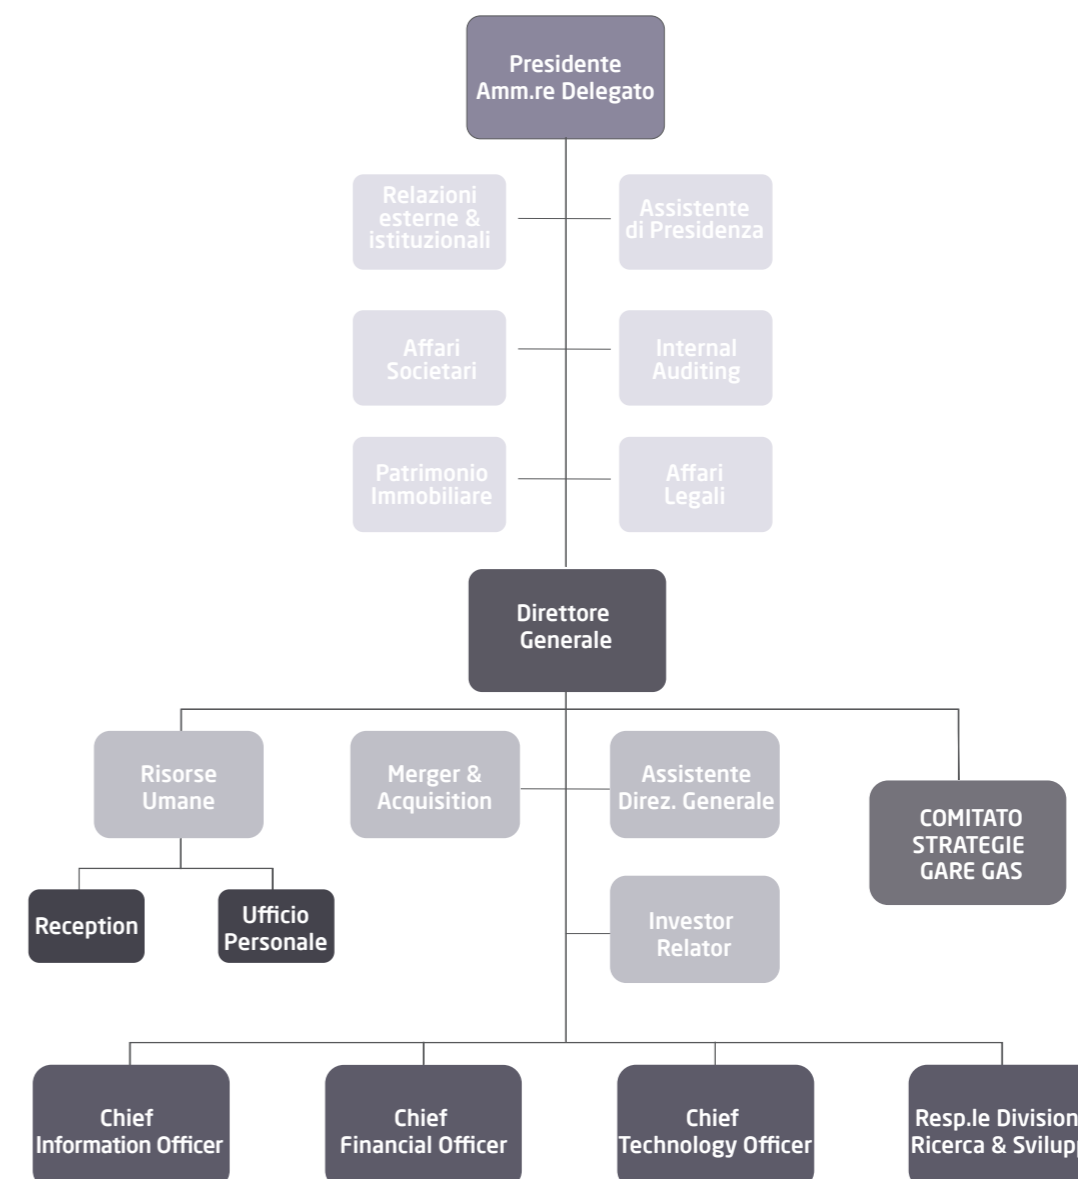 Presidente
Amm.re Delegato
Relazioni
esterne &
istituzionali
Assistente
di Presidenza
Affari
Societari
Internal
Auditing
Patrimonio
Immobiliare
Affari
Legali
Direttore
Generale
Risorse
Umane
Merger &
Acquisition
Assistente
Direz. Generale
COMITATO
STRATEGIE
GARE GAS
Reception
Ufficio
Personale
Investor
Relator
Chief
Information Officer
Chief
Financial Officer
Chief
Technology Officer
Resp.le Division
Ricerca & Svilupp